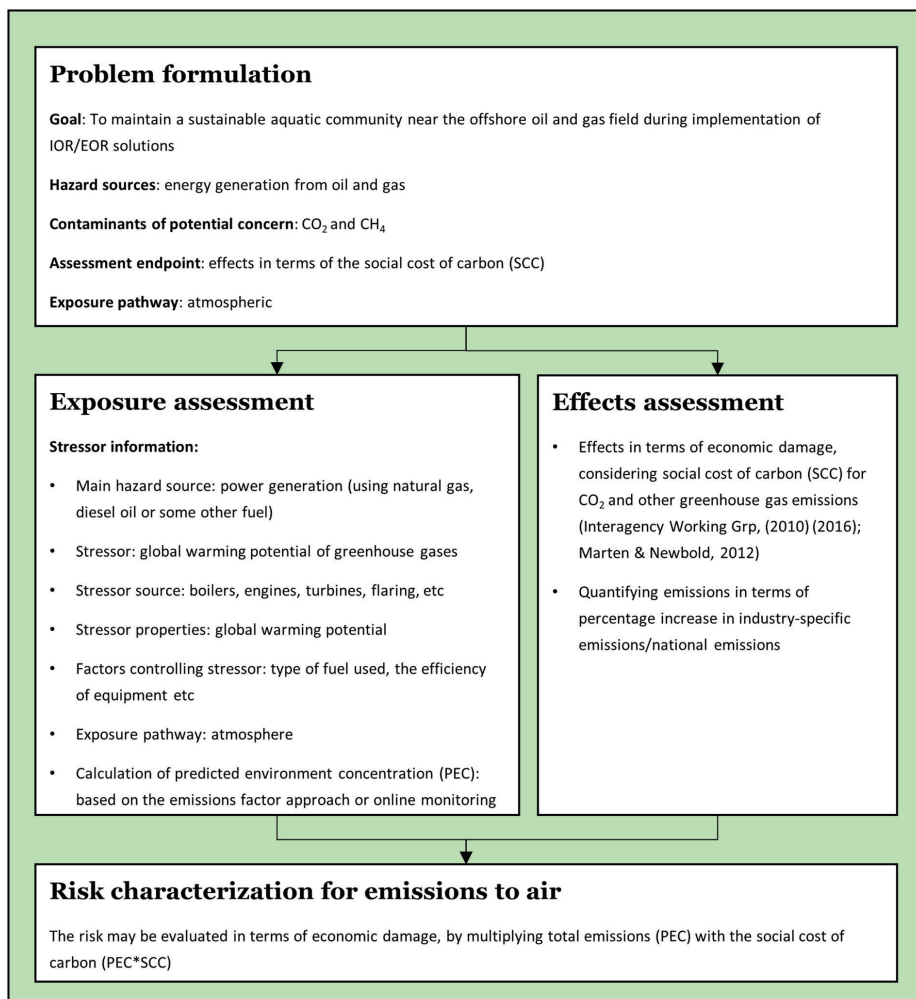 Problem formulation
Goal: To maintain a sustainable aquatic community near the offshore oil and gas field during implementation of
IOR/EOR solutions
Hazard sources: energy generation from oil and gas
Contaminants of potential concern: CO₂ and CH₄
Assessment endpoint: effects in terms of the social cost of carbon (SCC)
Exposure pathway: atmospheric
Exposure assessment
Stressor information:
• Main hazard source: power generation (using natural gas,
diesel oil or some other fuel)
• Stressor: global warming potential of greenhouse gases
• Stressor source: boilers, engines, turbines, flaring, etc
• Stressor properties: global warming potential
• Factors controlling stressor: type of fuel used, the efficiency
of equipment etc
• Exposure pathway: atmosphere
• Calculation of predicted environment concentration (PEC):
based on the emissions factor approach or online monitoring
Effects assessment
• Effects in terms of economic damage,
considering social cost of carbon (SCC) for
CO₂ and other greenhouse gas emissions
(Interagency Working Grp, (2010) (2016);
Marten & Newbold, 2012)
• Quantifying emissions in terms of
percentage increase in industry-specific
emissions/national emissions
Risk characterization for emissions to air
The risk may be evaluated in terms of economic damage, by multiplying total emissions (PEC) with the social cost of
carbon (PEC*SCC)